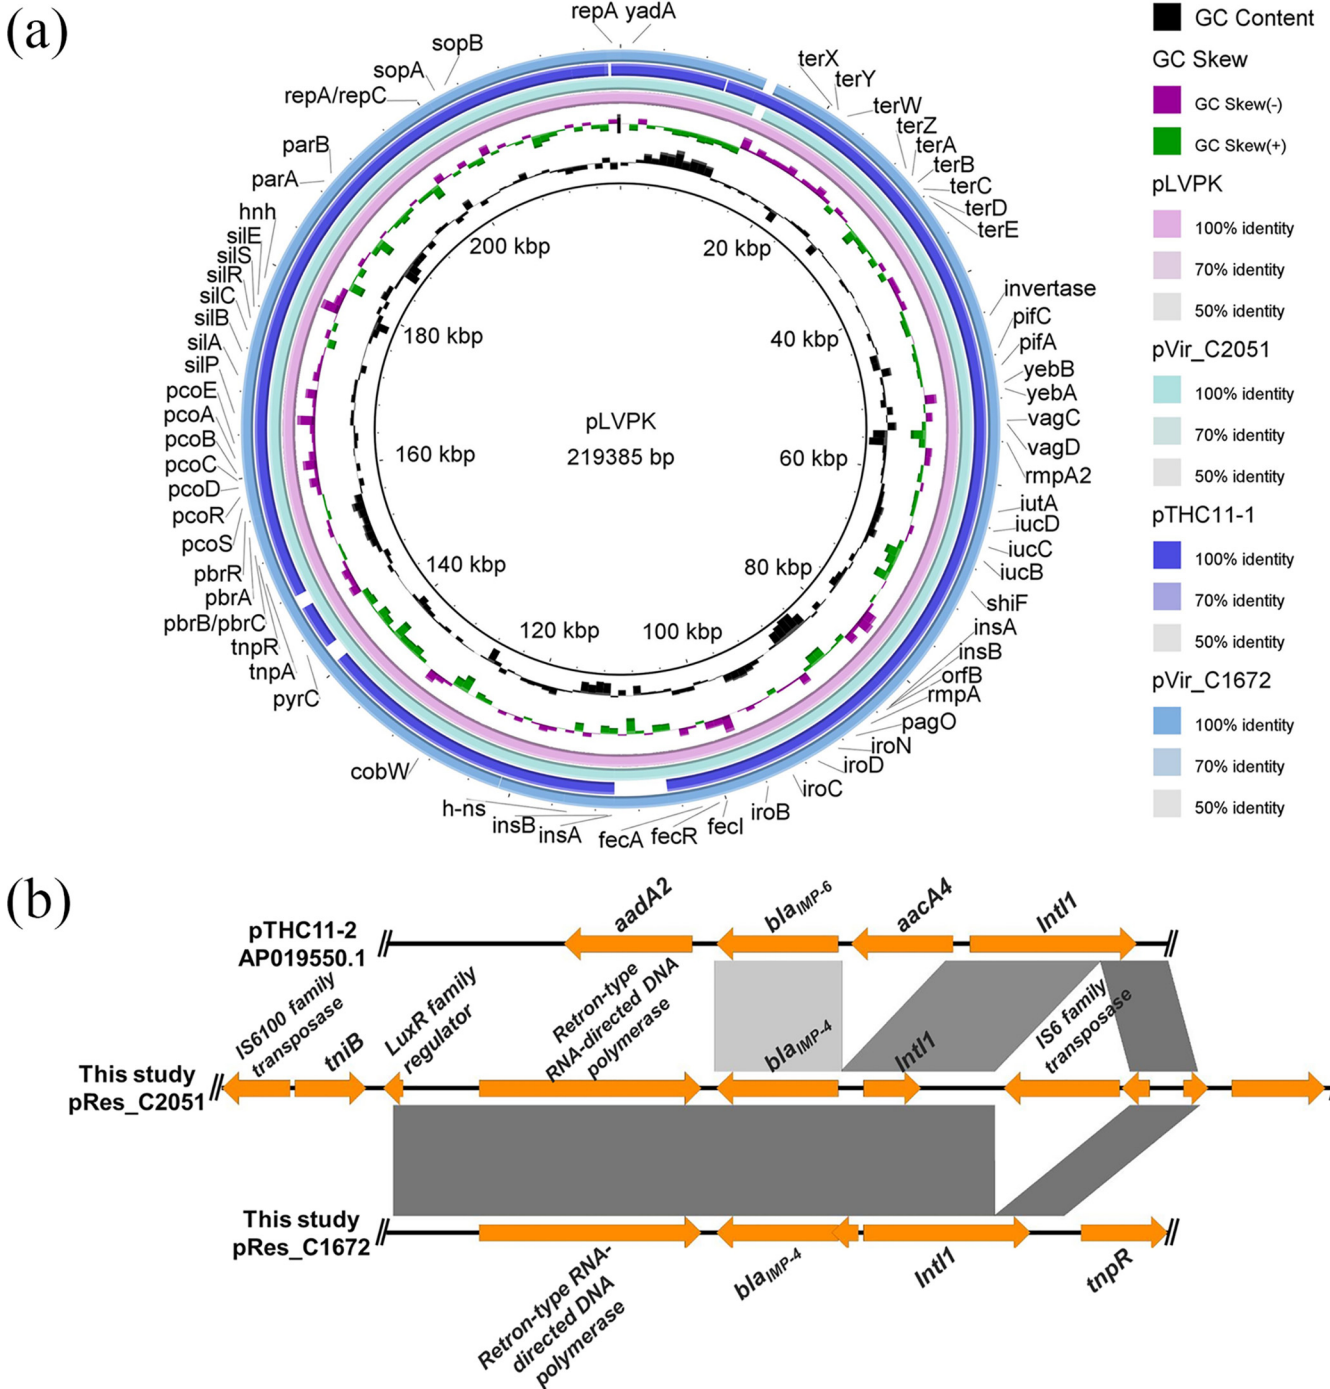 (a)
repA yadA
sopB
sopA
repA/repC
parB
parA
hnh
silE
silS
silR
silC
silB
silA
silP
pcoE
pcoA
pcoB
pcoC
pcoD
pcoR
pcoS
pbrR
pbrA
pbrB/pbrC
tnpR
tnpA
pyrC
cobW
h-ns
insB
insA
fecA
fecR
fecI
iroB
iroC
iroD
iroN
pagO
rmpA
orfB
insB
insA
shiF
iucB
iucC
iucD
iutA
rmpA2
vagD
vagC
yebA
yebB
pifA
pifC
invertase
terE
terD
terC
terB
terA
terZ
terW
terY
terX
200 kbp
20 kbp
180 kbp
40 kbp
160 kbp
60 kbp
140 kbp
80 kbp
120 kbp
100 kbp
pLVPK
219385 bp
GC Content
GC Skew
GC Skew(-)
GC Skew(+)
pLVPK
100% identity
70% identity
50% identity
pVir_C2051
100% identity
70% identity
50% identity
pTHC11-1
100% identity
70% identity
50% identity
pVir_C1672
100% identity
70% identity
50% identity
(b)
pTHC11-2
AP019550.1
aadA2
blaIMP-6
aacA4
IntI1
This study
pRes_C2051
IS6100 family
transposase
tniB
LuxR family
regulator
Retron-type
RNA-directed DNA
polymerase
blaIMP-4
IntI1
IS6 family
transposase
This study
pRes_C1672
Retron-type RNA-
directed DNA
polymerase
blaIMP-4
IntI1
tnpR